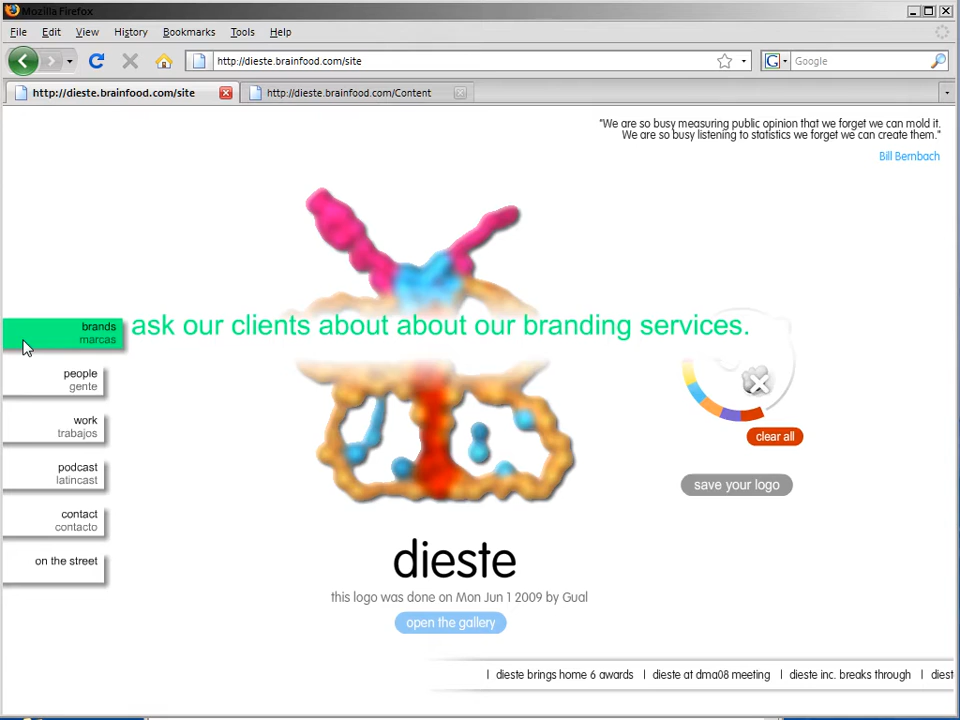 Mozilla Firefox
File Edit View History Bookmarks Tools Help
http://dieste.brainfood.com/site
G Google
http://dieste.brainfood.com/site http://dieste.brainfood.com/Content
"We are so busy measuring public opinion that we forget we can mold it.
We are so busy listening to statistics we forget we can create them."
Bill Bernbach
brands
marcas
ask our clients about about our branding services.
people
gente
work
trabajos
podcast
latincast
contact
contacto
on the street
clear all
save your logo
dieste
this logo was done on Mon Jun 1 2009 by Gual
open the gallery
| dieste brings home 6 awards | dieste at dma08 meeting | dieste inc. breaks through | diest